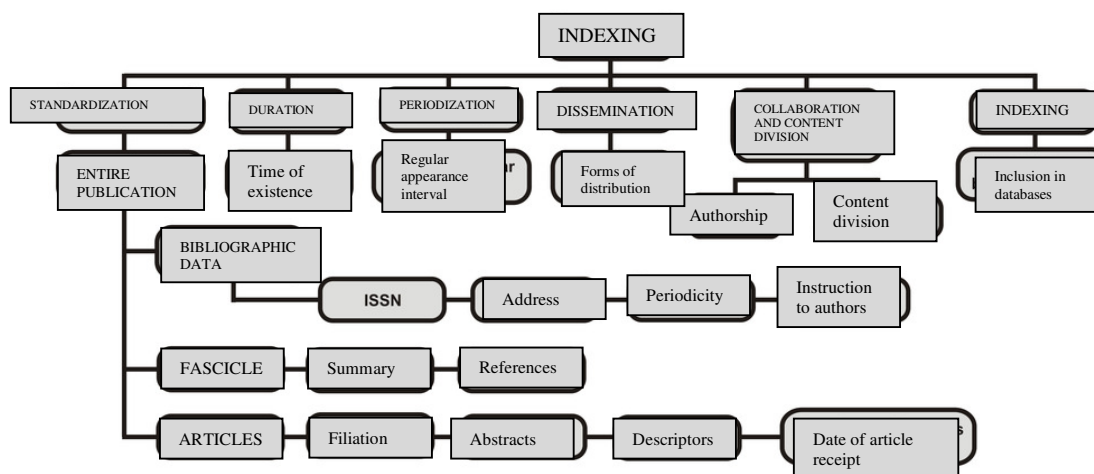 INDEXING
STANDARDIZATION
DURATION
PERIODIZATION
DISSEMINATION
COLLABORATION
AND CONTENT
DIVISION
INDEXING
ENTIRE
PUBLICATION
Time of
existence
Regular
appearance
interval
Forms of
distribution
Authorship
Content
division
Inclusion in
databases
BIBLIOGRAPHIC
DATA
ISSN
Address
Periodicity
Instruction
to authors
FASCICLE
Summary
References
ARTICLES
Filiation
Abstracts
Descriptors
Date of article
receipt